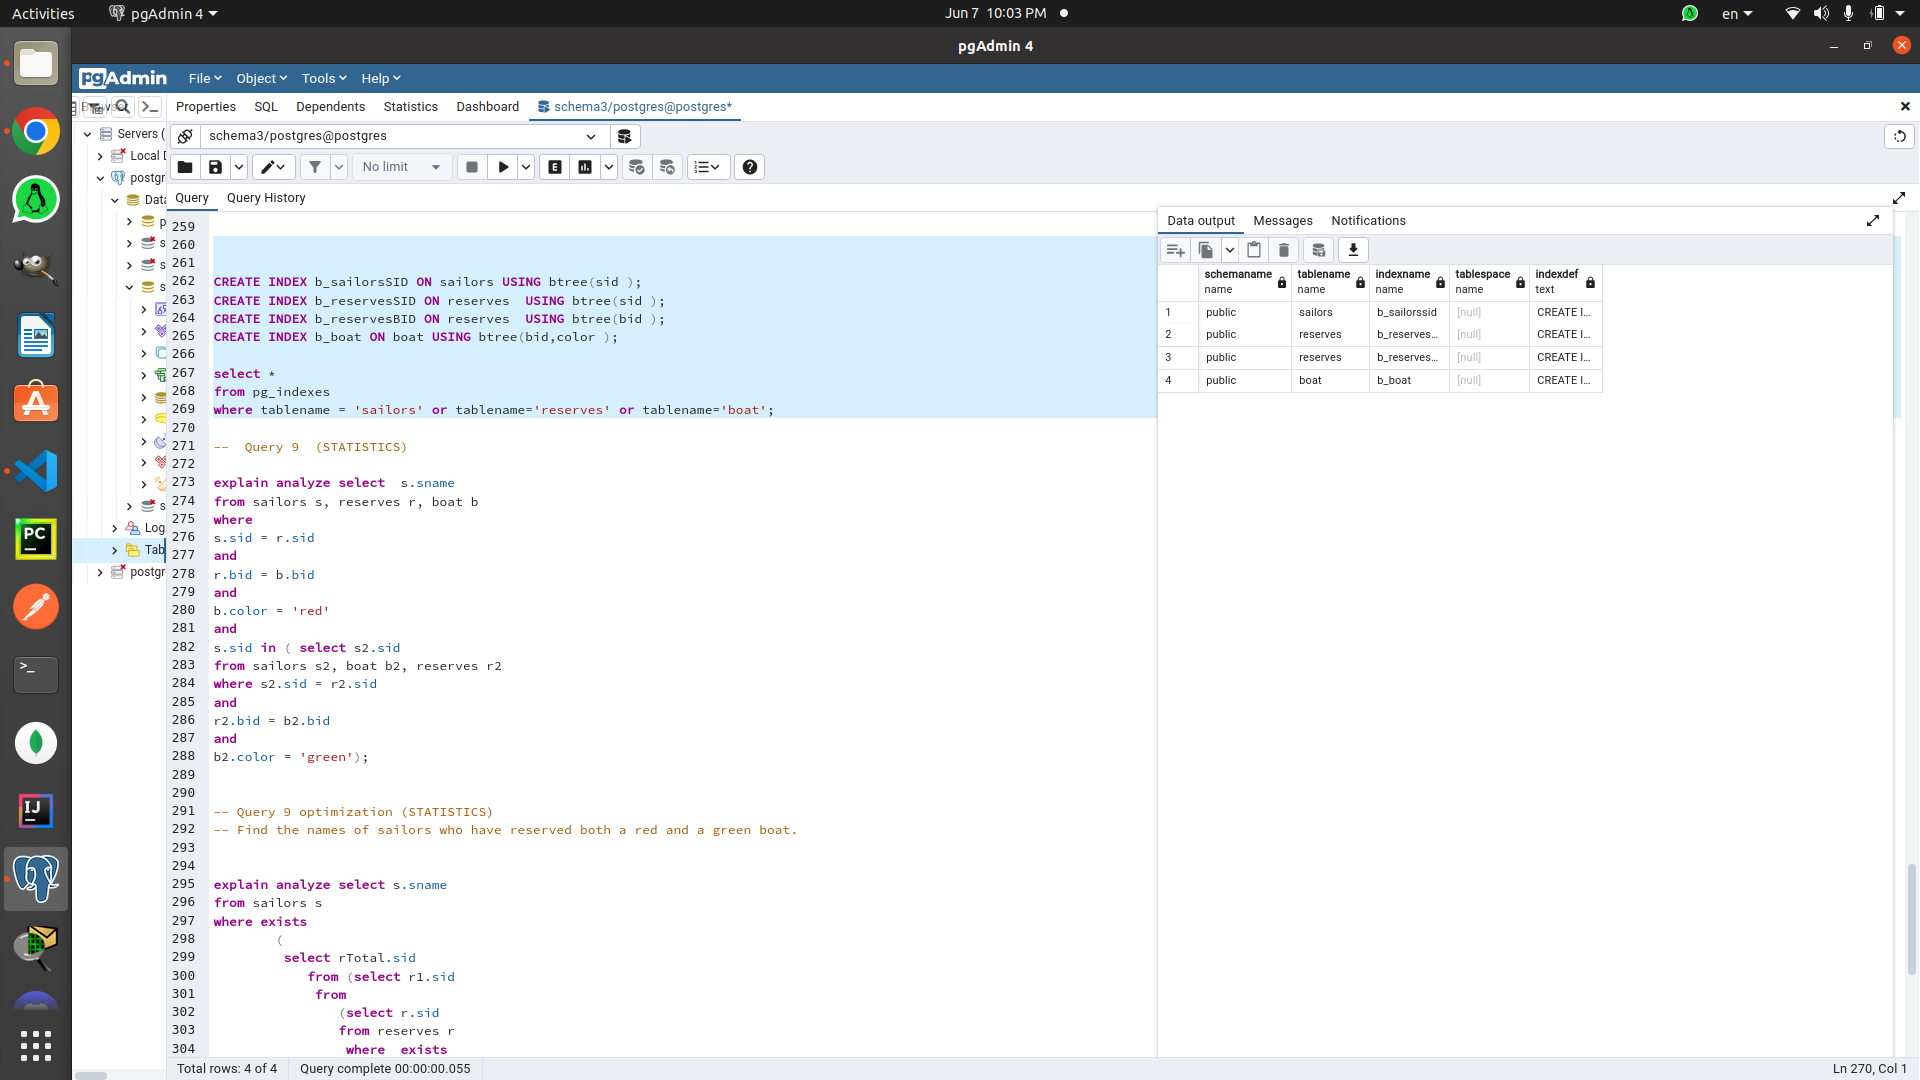 Activities
pgAdmin 4
Jun 7 10:03 PM
en
pgAdmin 4
pgAdmin
File
Object
Tools
Help
Properties
SQL
Dependents
Statistics
Dashboard
schema3/postgres@postgres*
Servers (
Local D
postgr
Data
p
s
s
s
s
Log
Tab
postgr
schema3/postgres@postgres
No limit
E
Query
Query History
259
260
261
262 CREATE INDEX b_sailorsSID ON sailors USING btree(sid );
263 CREATE INDEX b_reservesSID ON reserves  USING btree(sid );
264 CREATE INDEX b_reservesBID ON reserves  USING btree(bid );
265 CREATE INDEX b_boat ON boat USING btree(bid,color );
266
267 select *
268 from pg_indexes
269 where tablename = 'sailors' or tablename='reserves' or tablename='boat';
270
271 --  Query 9  (STATISTICS)
272
273 explain analyze select  s.sname
274 from sailors s, reserves r, boat b
275 where
276 s.sid = r.sid
277 and
278 r.bid = b.bid
279 and
280 b.color = 'red'
281 and
282 s.sid in ( select s2.sid
283 from sailors s2, boat b2, reserves r2
284 where s2.sid = r2.sid
285 and
286 r2.bid = b2.bid
287 and
288 b2.color = 'green');
289
290
291 -- Query 9 optimization (STATISTICS)
292 -- Find the names of sailors who have reserved both a red and a green boat.
293
294
295 explain analyze select s.sname
296 from sailors s
297 where exists
298 (
299 select rTotal.sid
300 from (select r1.sid
301 from
302 (select r.sid
303 from reserves r
304 where  exists
Data output
Messages
Notifications
schemaname name
tablename name
indexname name
tablespace name
indexdef text
1 public sailors b_sailorssid [null] CREATE I...
2 public reserves b_reserves... [null] CREATE I...
3 public reserves b_reserves... [null] CREATE I...
4 public boat b_boat [null] CREATE I...
Total rows: 4 of 4
Query complete 00:00:00.055
Ln 270, Col 1
PC
IJ
>_